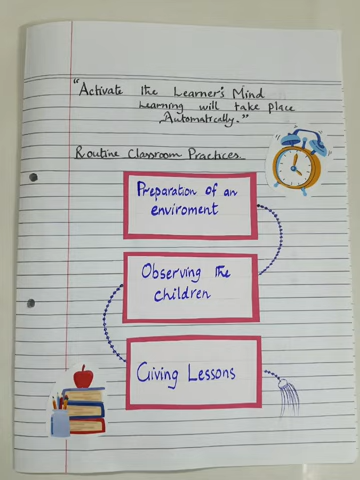 "Activate the Learner's Mind
Learning will take place
Automatically."
Routine Classroom Practices
Preparation of an
enviroment
Observing the
children
Giving Lessons